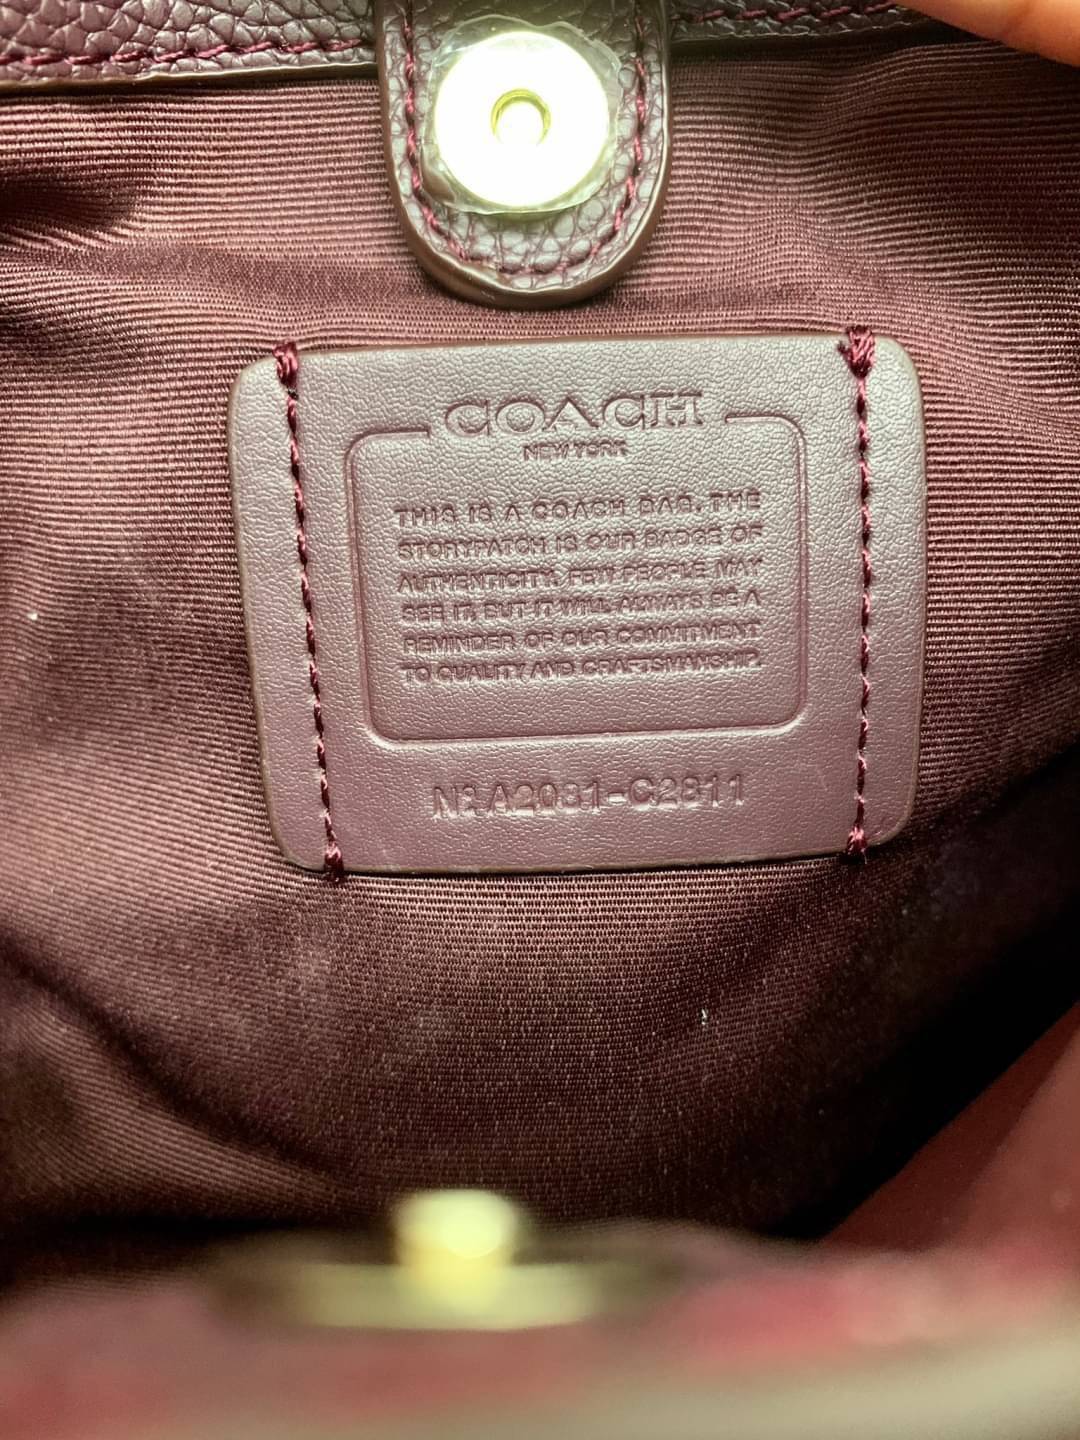 COACH
NEW YORK
THIS IS A COACH BAG. THE
STORYPATCH IS OUR BADGE OF
AUTHENTICITY. FEW PEOPLE MAY
SEE IT, BUT IT WILL ALWAYS BE A
REMINDER OF OUR COMMITMENT
TO QUALITY AND CRAFTSMANSHIP.
Nº. A2031-C2811